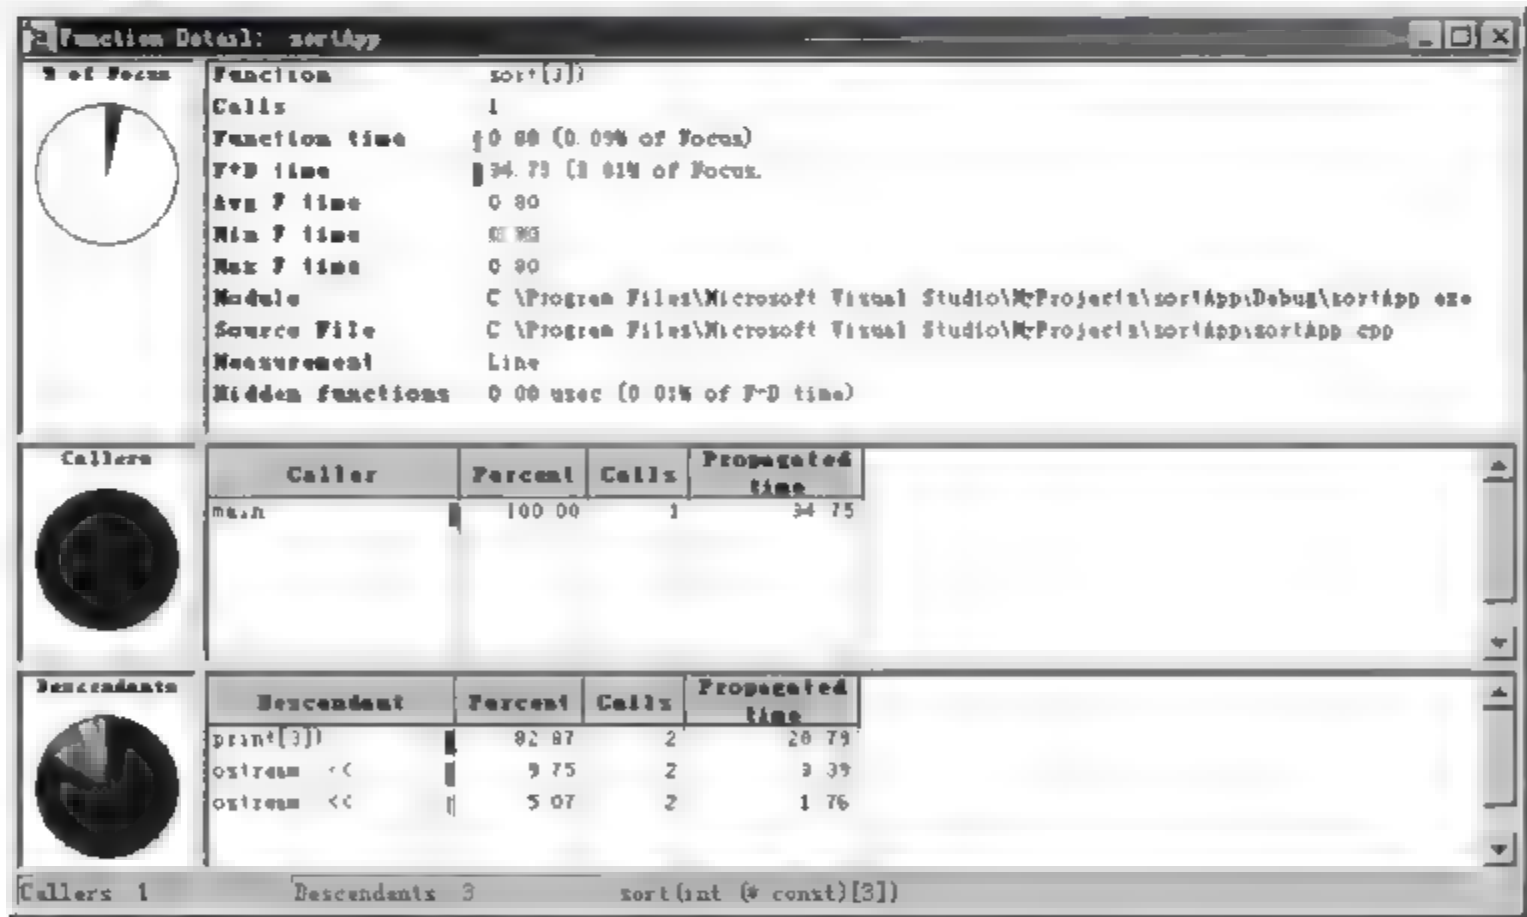 Function Detail: sortApp
% of Focus
Function sort[3])
Calls 1
Function time 0.80 (0.09% of Focus)
F+D time 34.75 ( of Focus
Avg F time 0.80
Min F time
Max F time 0.80
Module C:\Program Files\Microsoft Visual Studio\MyProjects\sortApp\Debug\sortApp.exe
Source File C:\Program Files\Microsoft Visual Studio\MyProjects\sortApp\sortApp.cpp
Measurement Line
Hidden functions 0.00 usec (0.01% of F+D time)
Callers
Caller Percent Calls Propagated time
main 100.00 1 34.75
Descendants
Descendant Percent Calls Propagated time
print[3]) 82.87 2 28.79
ostream << 9.75 2 3.39
ostream << 5.07 2 1.76
Callers 1 Descendants 3 sort(int (* const)[3])